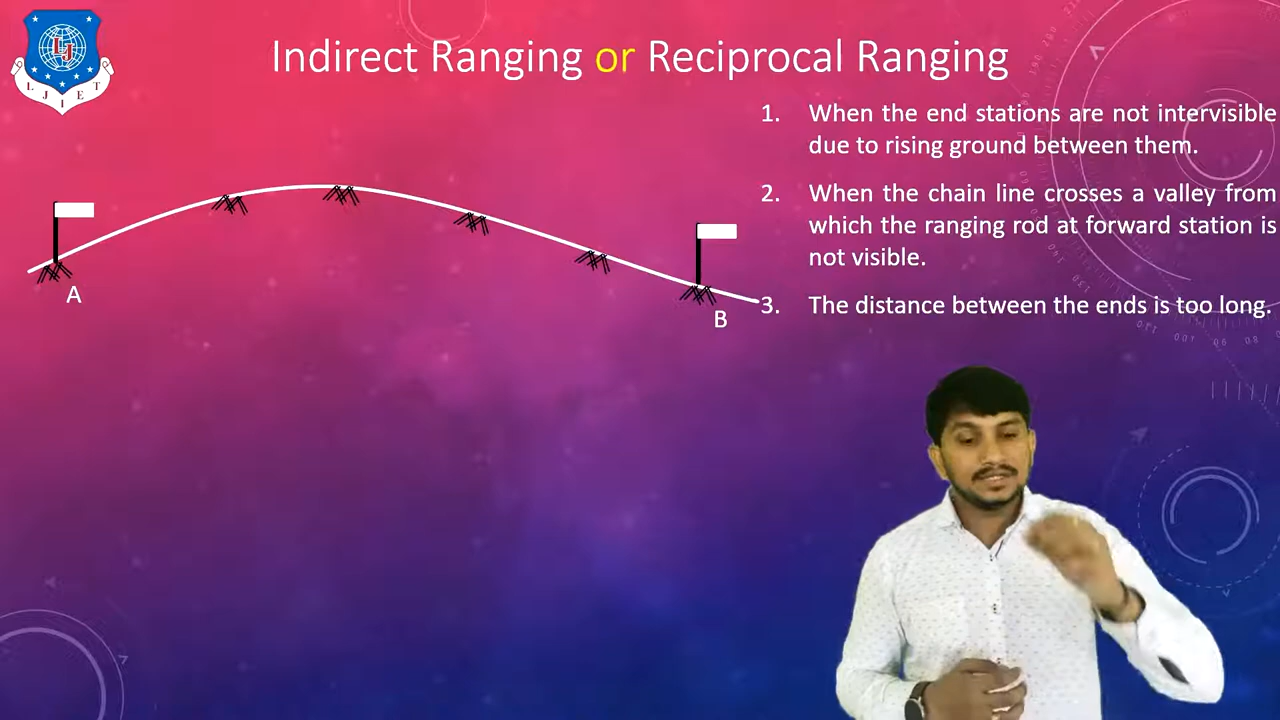 LJIET
LJ
Indirect Ranging or Reciprocal Ranging
1. When the end stations are not intervisible
due to rising ground between them.
2. When the chain line crosses a valley from
which the ranging rod at forward station is
not visible.
3. The distance between the ends is too long.
A
B